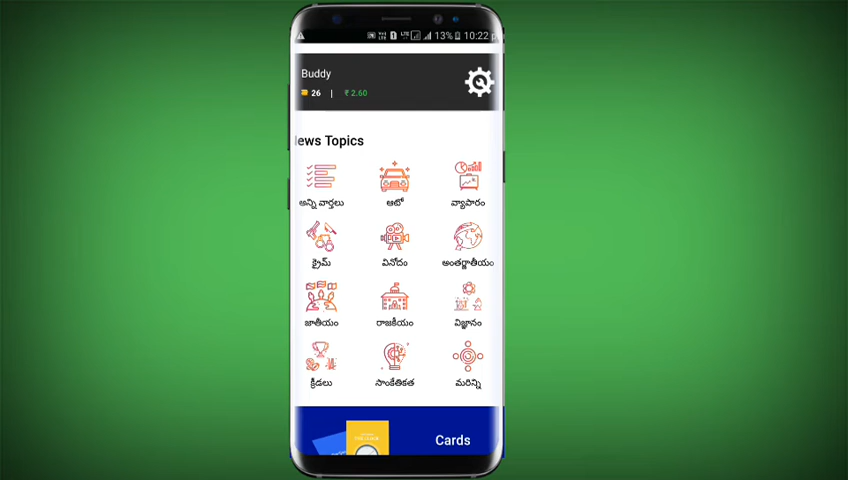 13% 10:22 p
Buddy
26 | ₹ 2.60
ews Topics
అన్ని వార్తలు ఆటో వ్యాపారం
క్రైమ్ వినోదం అంతర్జాతీయం
జాతీయం రాజకీయం విజ్ఞానం
క్రీడలు సాంకేతికత మరిన్ని
Cards